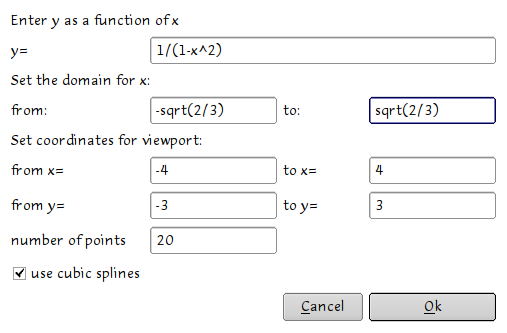 Enter y as a function of x
y= 1/(1-x^2)
Set the domain for x:
from: -sqrt(2/3) to: sqrt(2/3)
Set coordinates for viewport:
from x= -4 to x= 4
from y= -3 to y= 3
number of points 20
use cubic splines
Cancel Ok